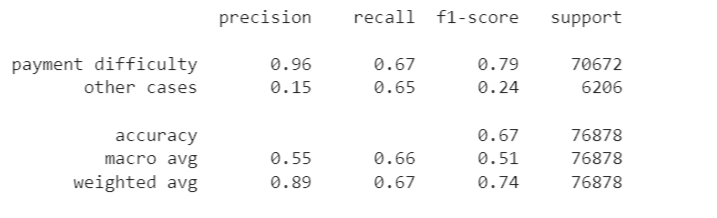 precision recall f1-score support
payment difficulty 0.96 0.67 0.79 70672
other cases 0.15 0.65 0.24 6206
accuracy 0.67 76878
macro avg 0.55 0.66 0.51 76878
weighted avg 0.89 0.67 0.74 76878